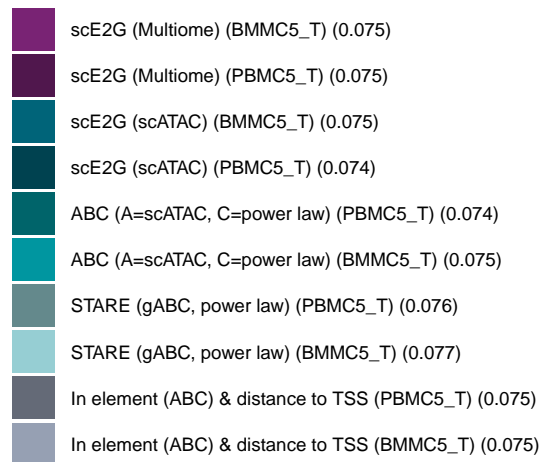 scE2G (Multiome) (BMMC5_T) (0.075)
scE2G (Multiome) (PBMC5_T) (0.075)
scE2G (scATAC) (BMMC5_T) (0.075)
scE2G (scATAC) (PBMC5_T) (0.074)
ABC (A=scATAC, C=power law) (PBMC5_T) (0.074)
ABC (A=scATAC, C=power law) (BMMC5_T) (0.075)
STARE (gABC, power law) (PBMC5_T) (0.076)
STARE (gABC, power law) (BMMC5_T) (0.077)
In element (ABC) & distance to TSS (PBMC5_T) (0.075)
In element (ABC) & distance to TSS (BMMC5_T) (0.075)